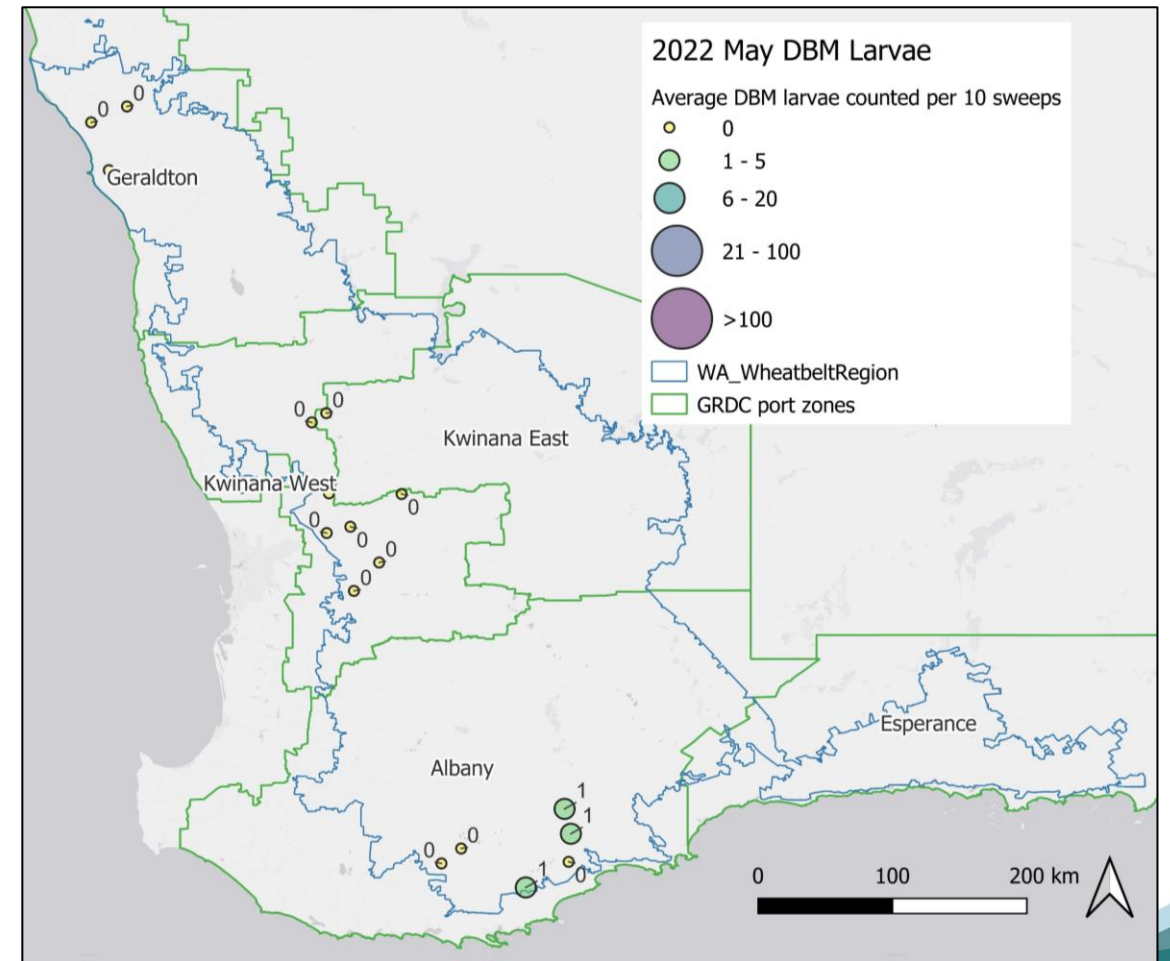 2022 May DBM Larvae
Average DBM larvae counted per 10 sweeps
0
1 - 5
6 - 20
21 - 100
>100
WA_WheatbeltRegion
GRDC port zones
0
0
Geraldton
0
0
Kwinana East
Kwinana West
0
0
0
0
0
Esperance
Albany
1
1
0
0
1
0
0 100 200 km